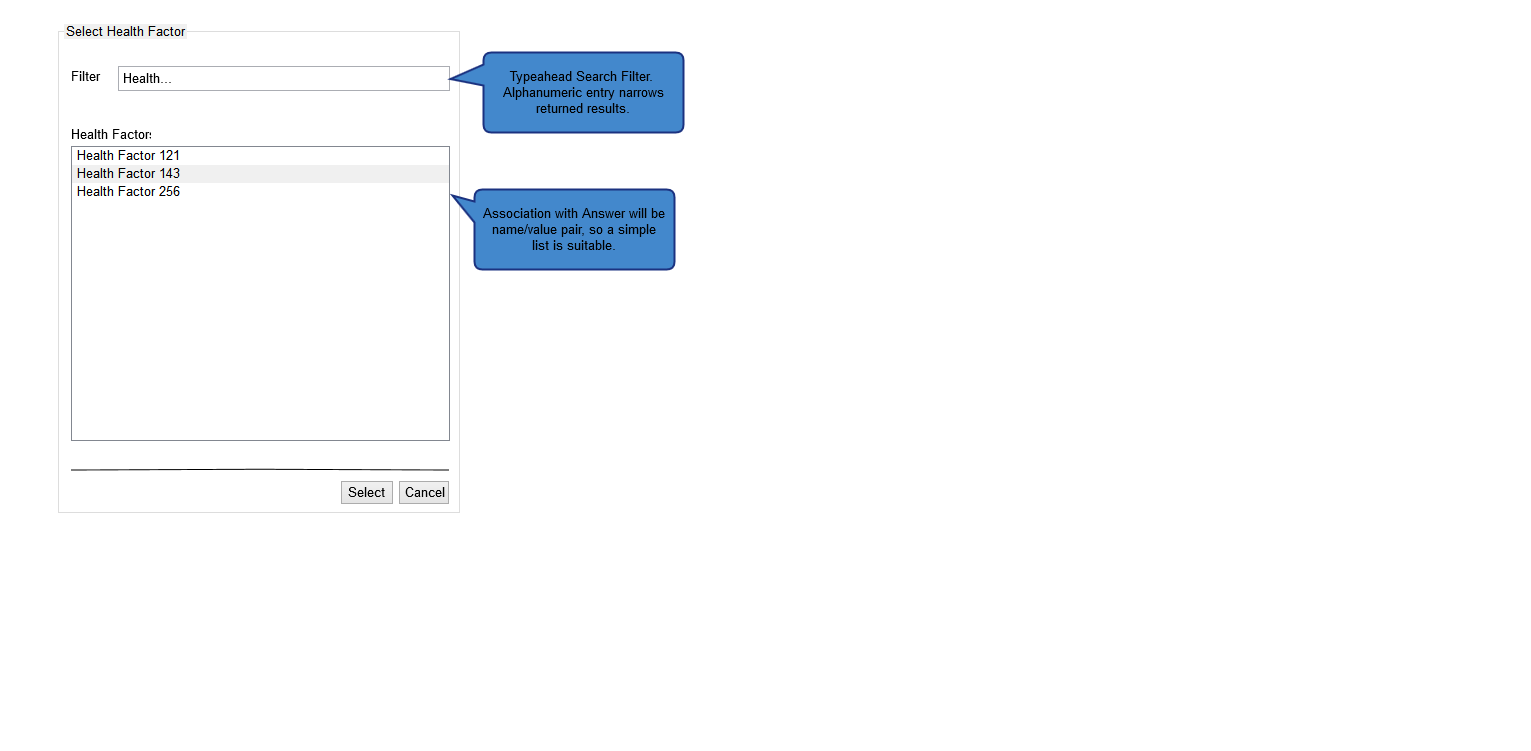 Select Health Factor
Filter
Health...
Typeahead Search Filter.
Alphanumeric entry narrows
returned results.
Health Factors
Health Factor 121
Health Factor 143
Health Factor 256
Association with Answer will be
name/value pair, so a simple
list is suitable.
Select
Cancel